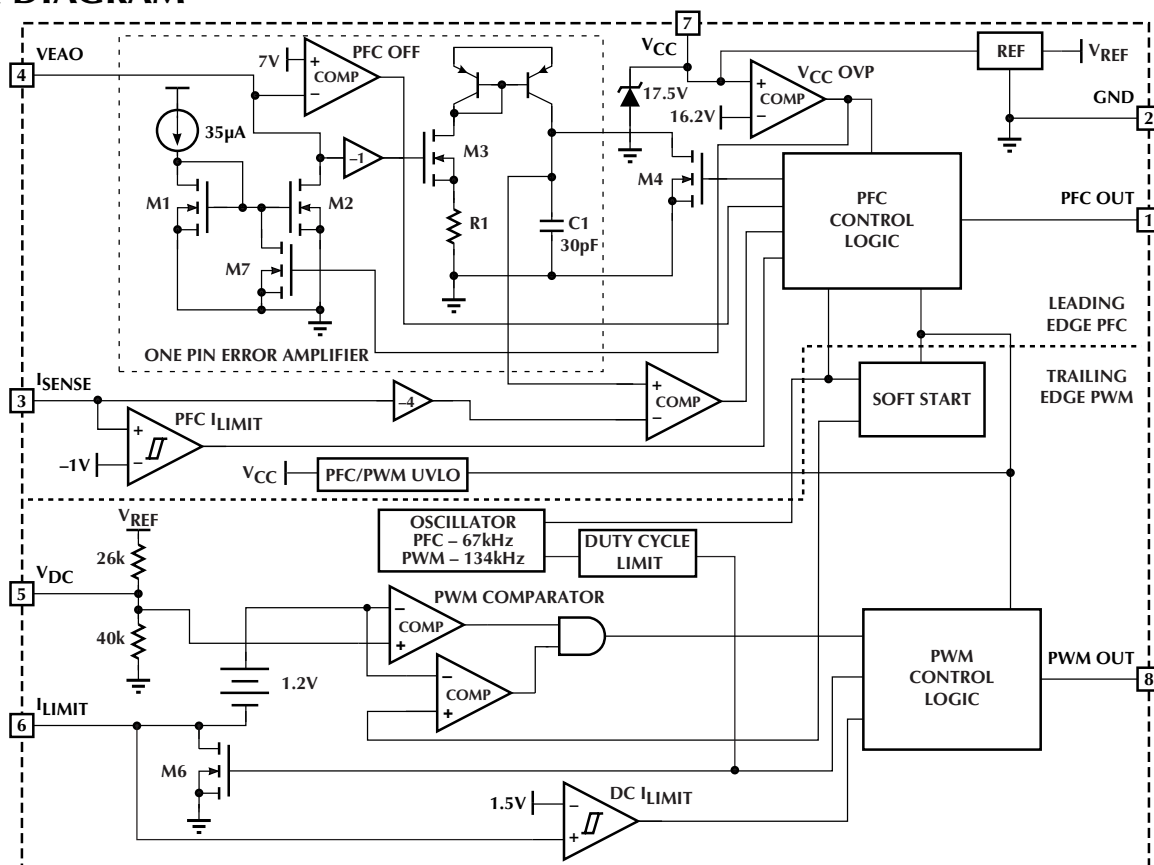 DIAGRAM
7
VCC
VEAO
4
PFC OFF
7V
+
COMP
–
REF
VREF
VCC OVP
+
COMP
–
17.5V
16.2V
GND
2
35µA
–1
M3
M1
M2
M4
PFC
CONTROL
LOGIC
PFC OUT
1
R1
C1
30pF
M7
LEADING
EDGE PFC
ONE PIN ERROR AMPLIFIER
TRAILING
EDGE PWM
ISENSE
3
–4
+
COMP
–
SOFT START
PFC ILIMIT
+
–
–1V
VCC
PFC/PWM UVLO
VREF
OSCILLATOR
PFC – 67kHz
PWM – 134kHz
DUTY CYCLE
LIMIT
26k
VDC
5
PWM COMPARATOR
–
COMP
+
40k
–
COMP
+
1.2V
PWM
CONTROL
LOGIC
PWM OUT
8
ILIMIT
6
M6
1.5V
–
+
DC ILIMIT